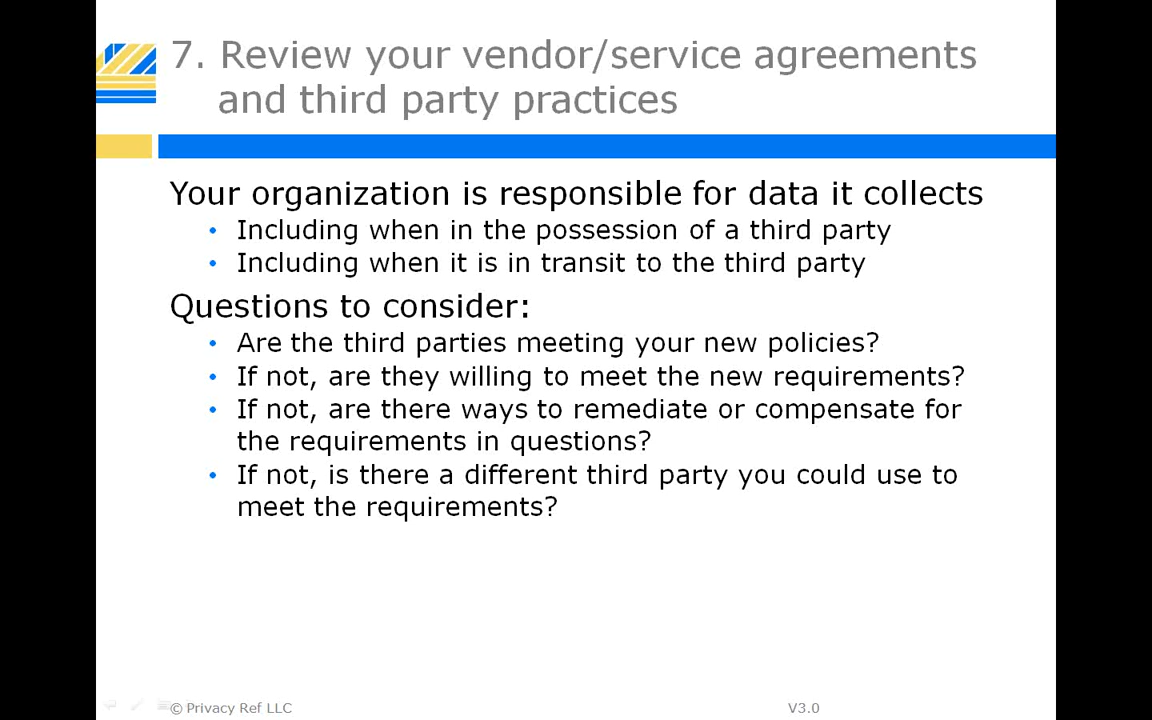 7. Review your vendor/service agreements
and third party practices
Your organization is responsible for data it collects
• Including when in the possession of a third party
• Including when it is in transit to the third party
Questions to consider:
• Are the third parties meeting your new policies?
• If not, are they willing to meet the new requirements?
• If not, are there ways to remediate or compensate for
the requirements in questions?
• If not, is there a different third party you could use to
meet the requirements?
© Privacy Ref LLC
V3.0